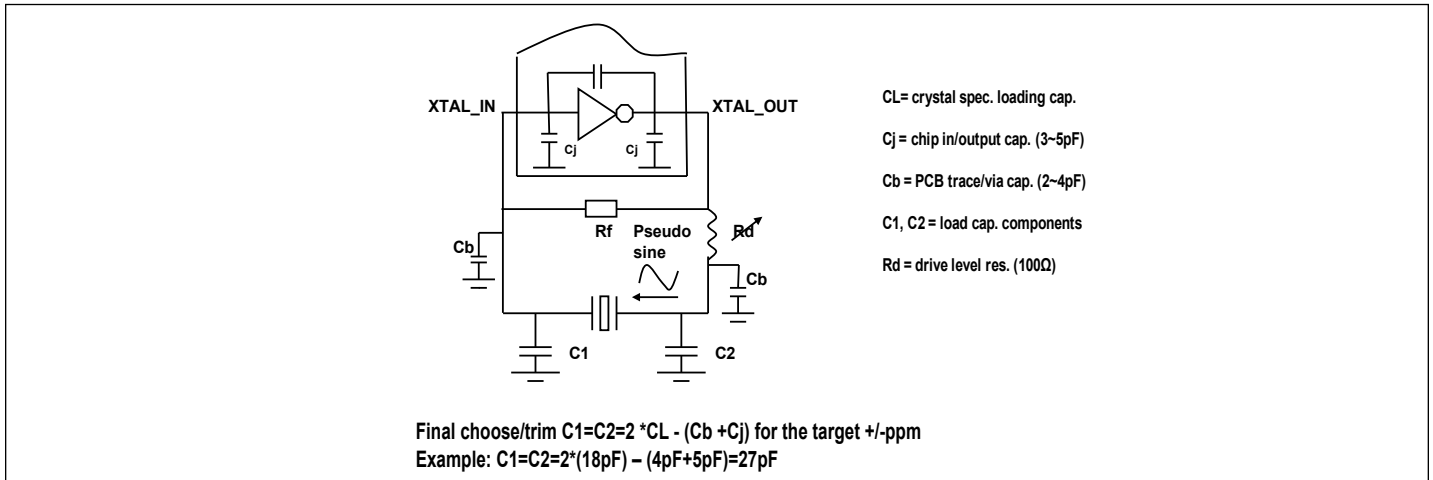 XTAL_IN
XTAL_OUT
Cj
Cj
Rf
Pseudo
sine
Rd
Cb
Cb
C1
C2
CL= crystal spec. loading cap.
Cj = chip in/output cap. (3~5pF)
Cb = PCB trace/via cap. (2~4pF)
C1, C2 = load cap. components
Rd = drive level res. (100Ω)
Final choose/trim C1=C2=2 *CL - (Cb +Cj) for the target +/-ppm
Example: C1=C2=2*(18pF) – (4pF+5pF)=27pF